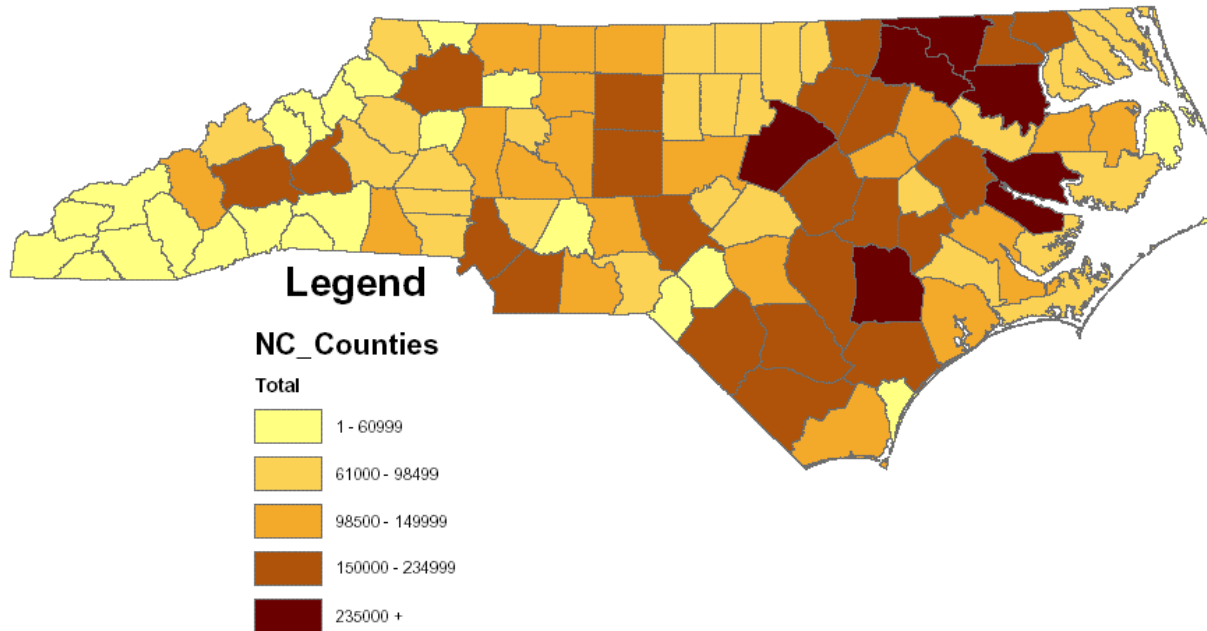 Legend
NC_Counties
Total
1 - 60999
61000 - 98499
98500 - 149999
150000 - 234999
235000 +